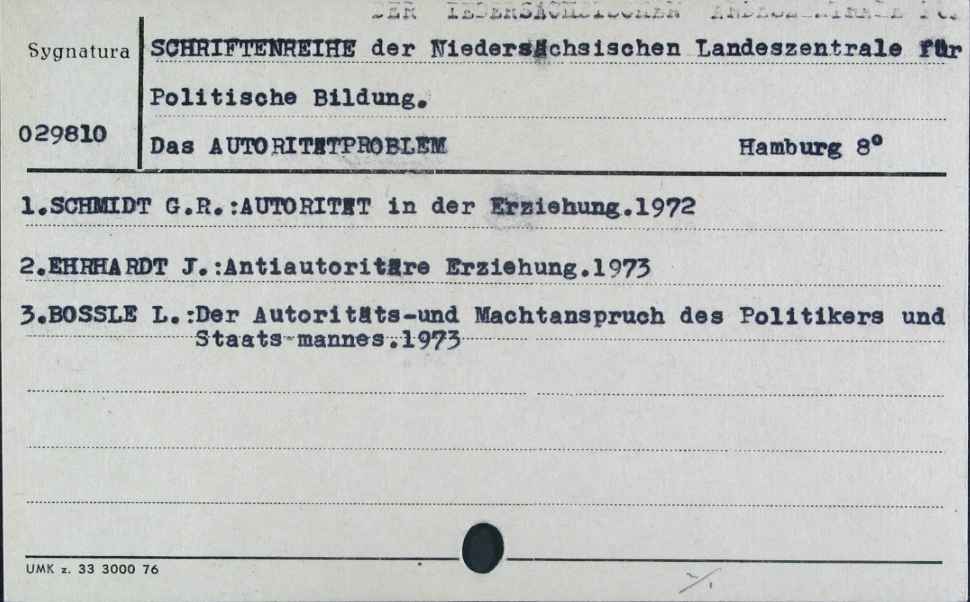 Sygnatura
SCHRIFTENREIHE der Niedersächsischen Landeszentrale für
Politische Bildung.
029810
Das AUTORITÄTPROBLEM Hamburg 8°
1.SCHMIDT G.R.:AUTORITÄT in der Erziehung.1972
2.EHRHARDT J.:Antiautoritäre Erziehung.1973
3.BOSSLE L.:Der Autoritäts-und Machtanspruch des Politikers und
Staats-mannes.1973
UMK z. 33 3000 76